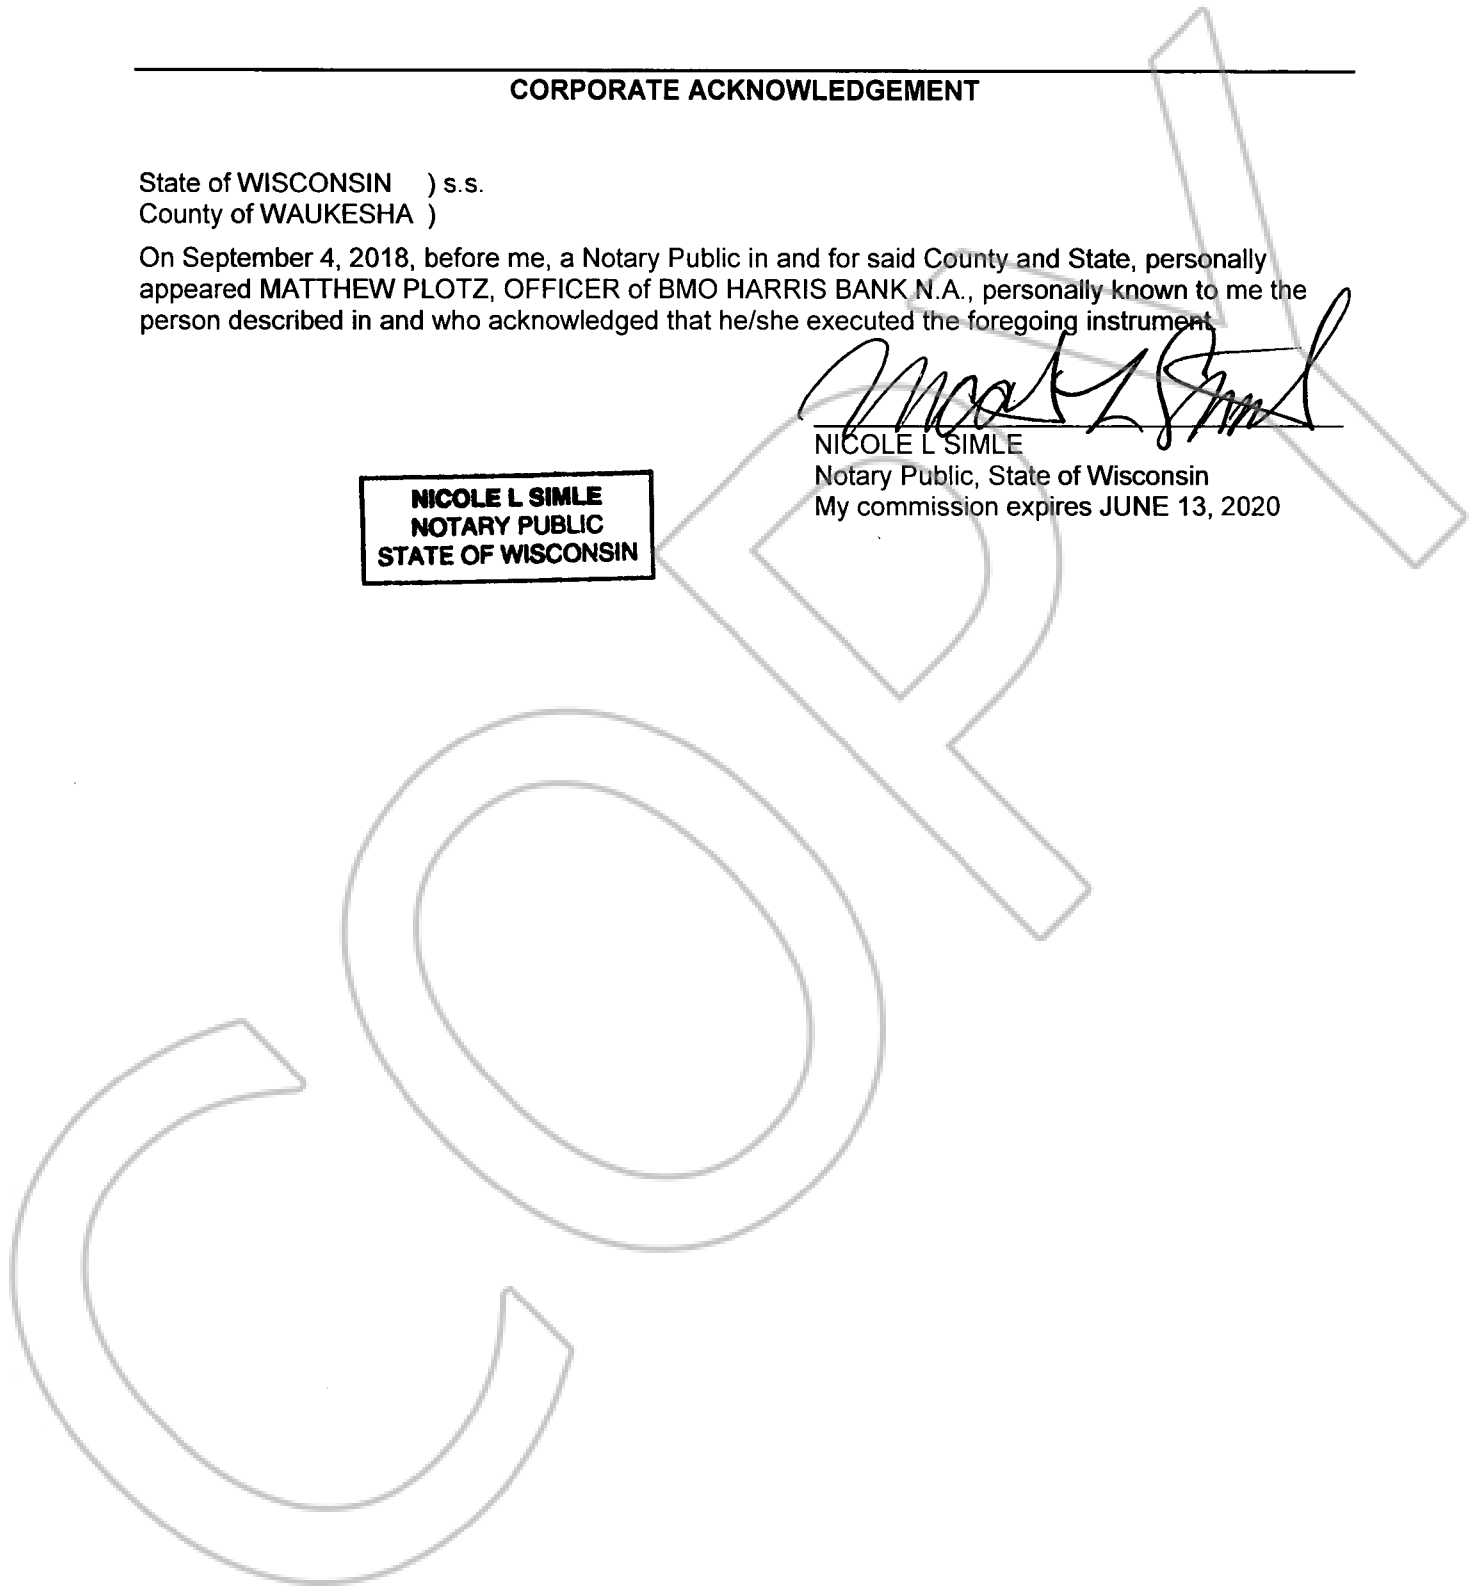 CORPORATE ACKNOWLEDGEMENT
State of WISCONSIN ) s.s.
County of WAUKESHA )
On September 4, 2018, before me, a Notary Public in and for said County and State, personally
appeared MATTHEW PLOTZ, OFFICER of BMO HARRIS BANK N.A., personally known to me the
person described in and who acknowledged that he/she executed the foregoing instrument.
NICOLE L SIMLE
Notary Public, State of Wisconsin
My commission expires JUNE 13, 2020
NICOLE L SIMLE
NOTARY PUBLIC
STATE OF WISCONSIN
COPY